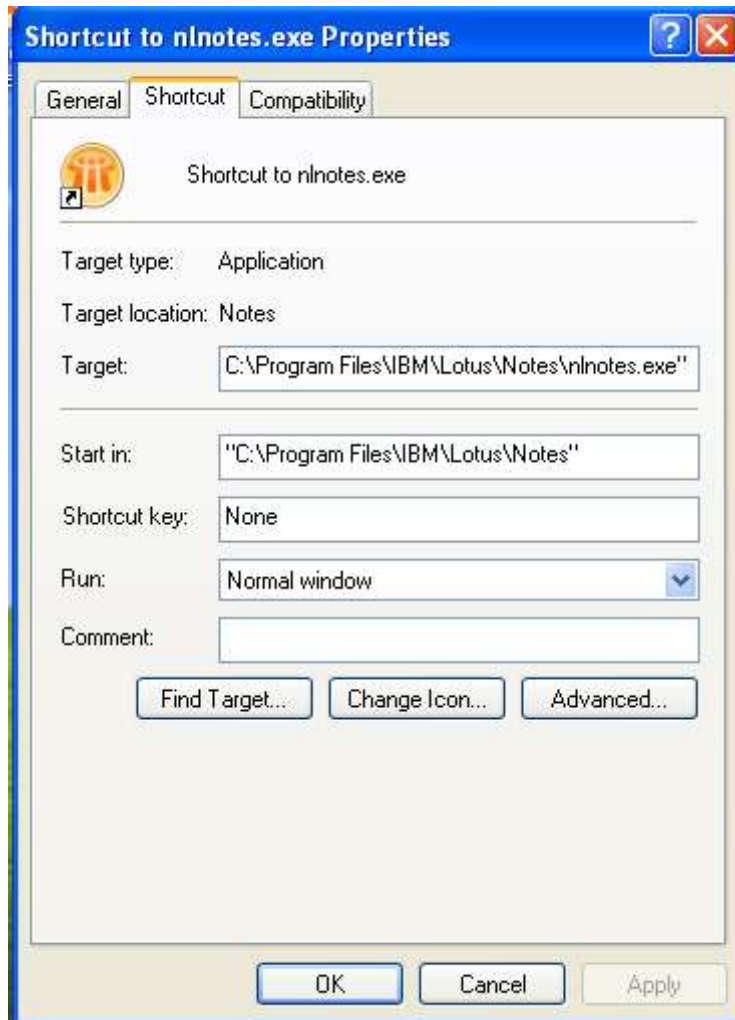 Shortcut to nlnotes.exe Properties
General Shortcut Compatibility
Shortcut to nlnotes.exe
Target type: Application
Target location: Notes
Target: C:\Program Files\IBM\Lotus\Notes\nlnotes.exe"
Start in: "C:\Program Files\IBM\Lotus\Notes"
Shortcut key: None
Run: Normal window
Comment:
Find Target... Change Icon... Advanced...
OK Cancel Apply